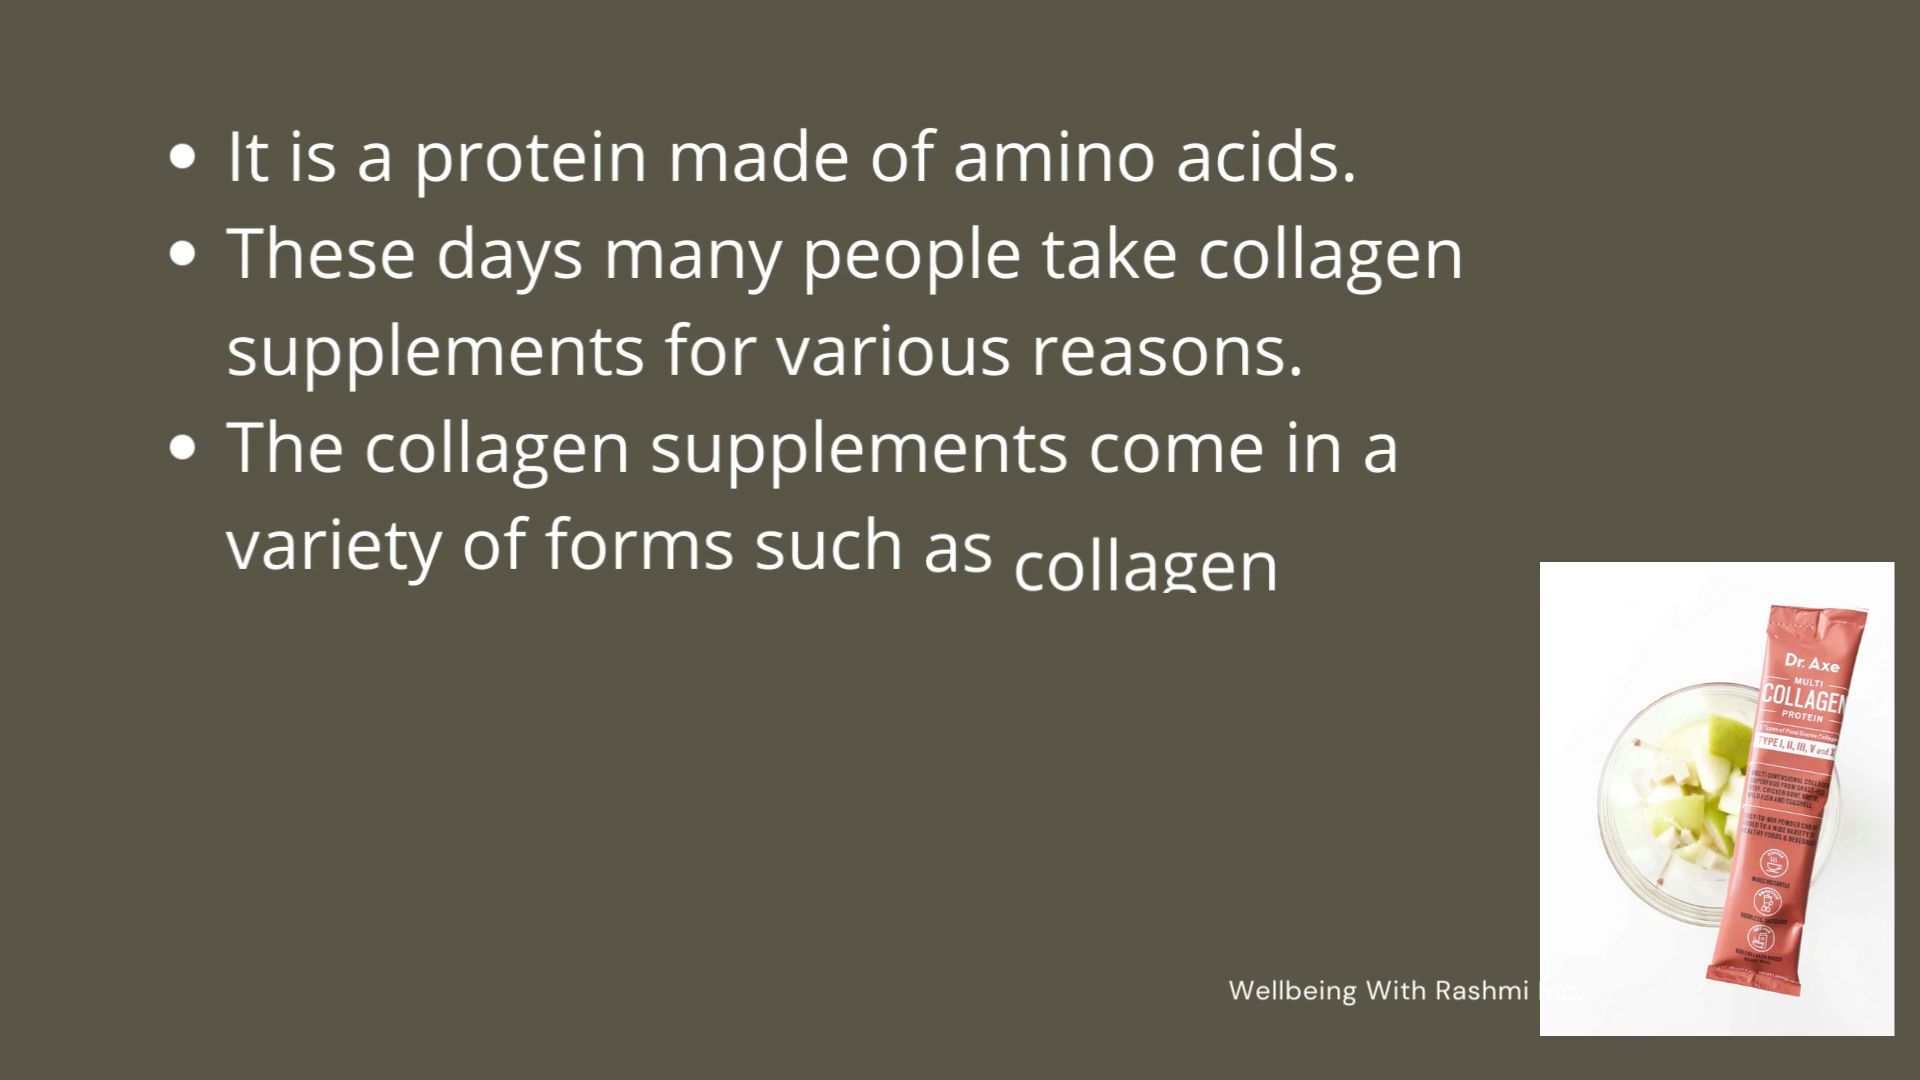 • It is a protein made of amino acids.
• These days many people take collagen
supplements for various reasons.
• The collagen supplements come in a
variety of forms such as collagen
Dr. Axe
MULTI
COLLAGEN
PROTEIN
TYPE I, II, III, V and X
Wellbeing With Rashmi Inc.